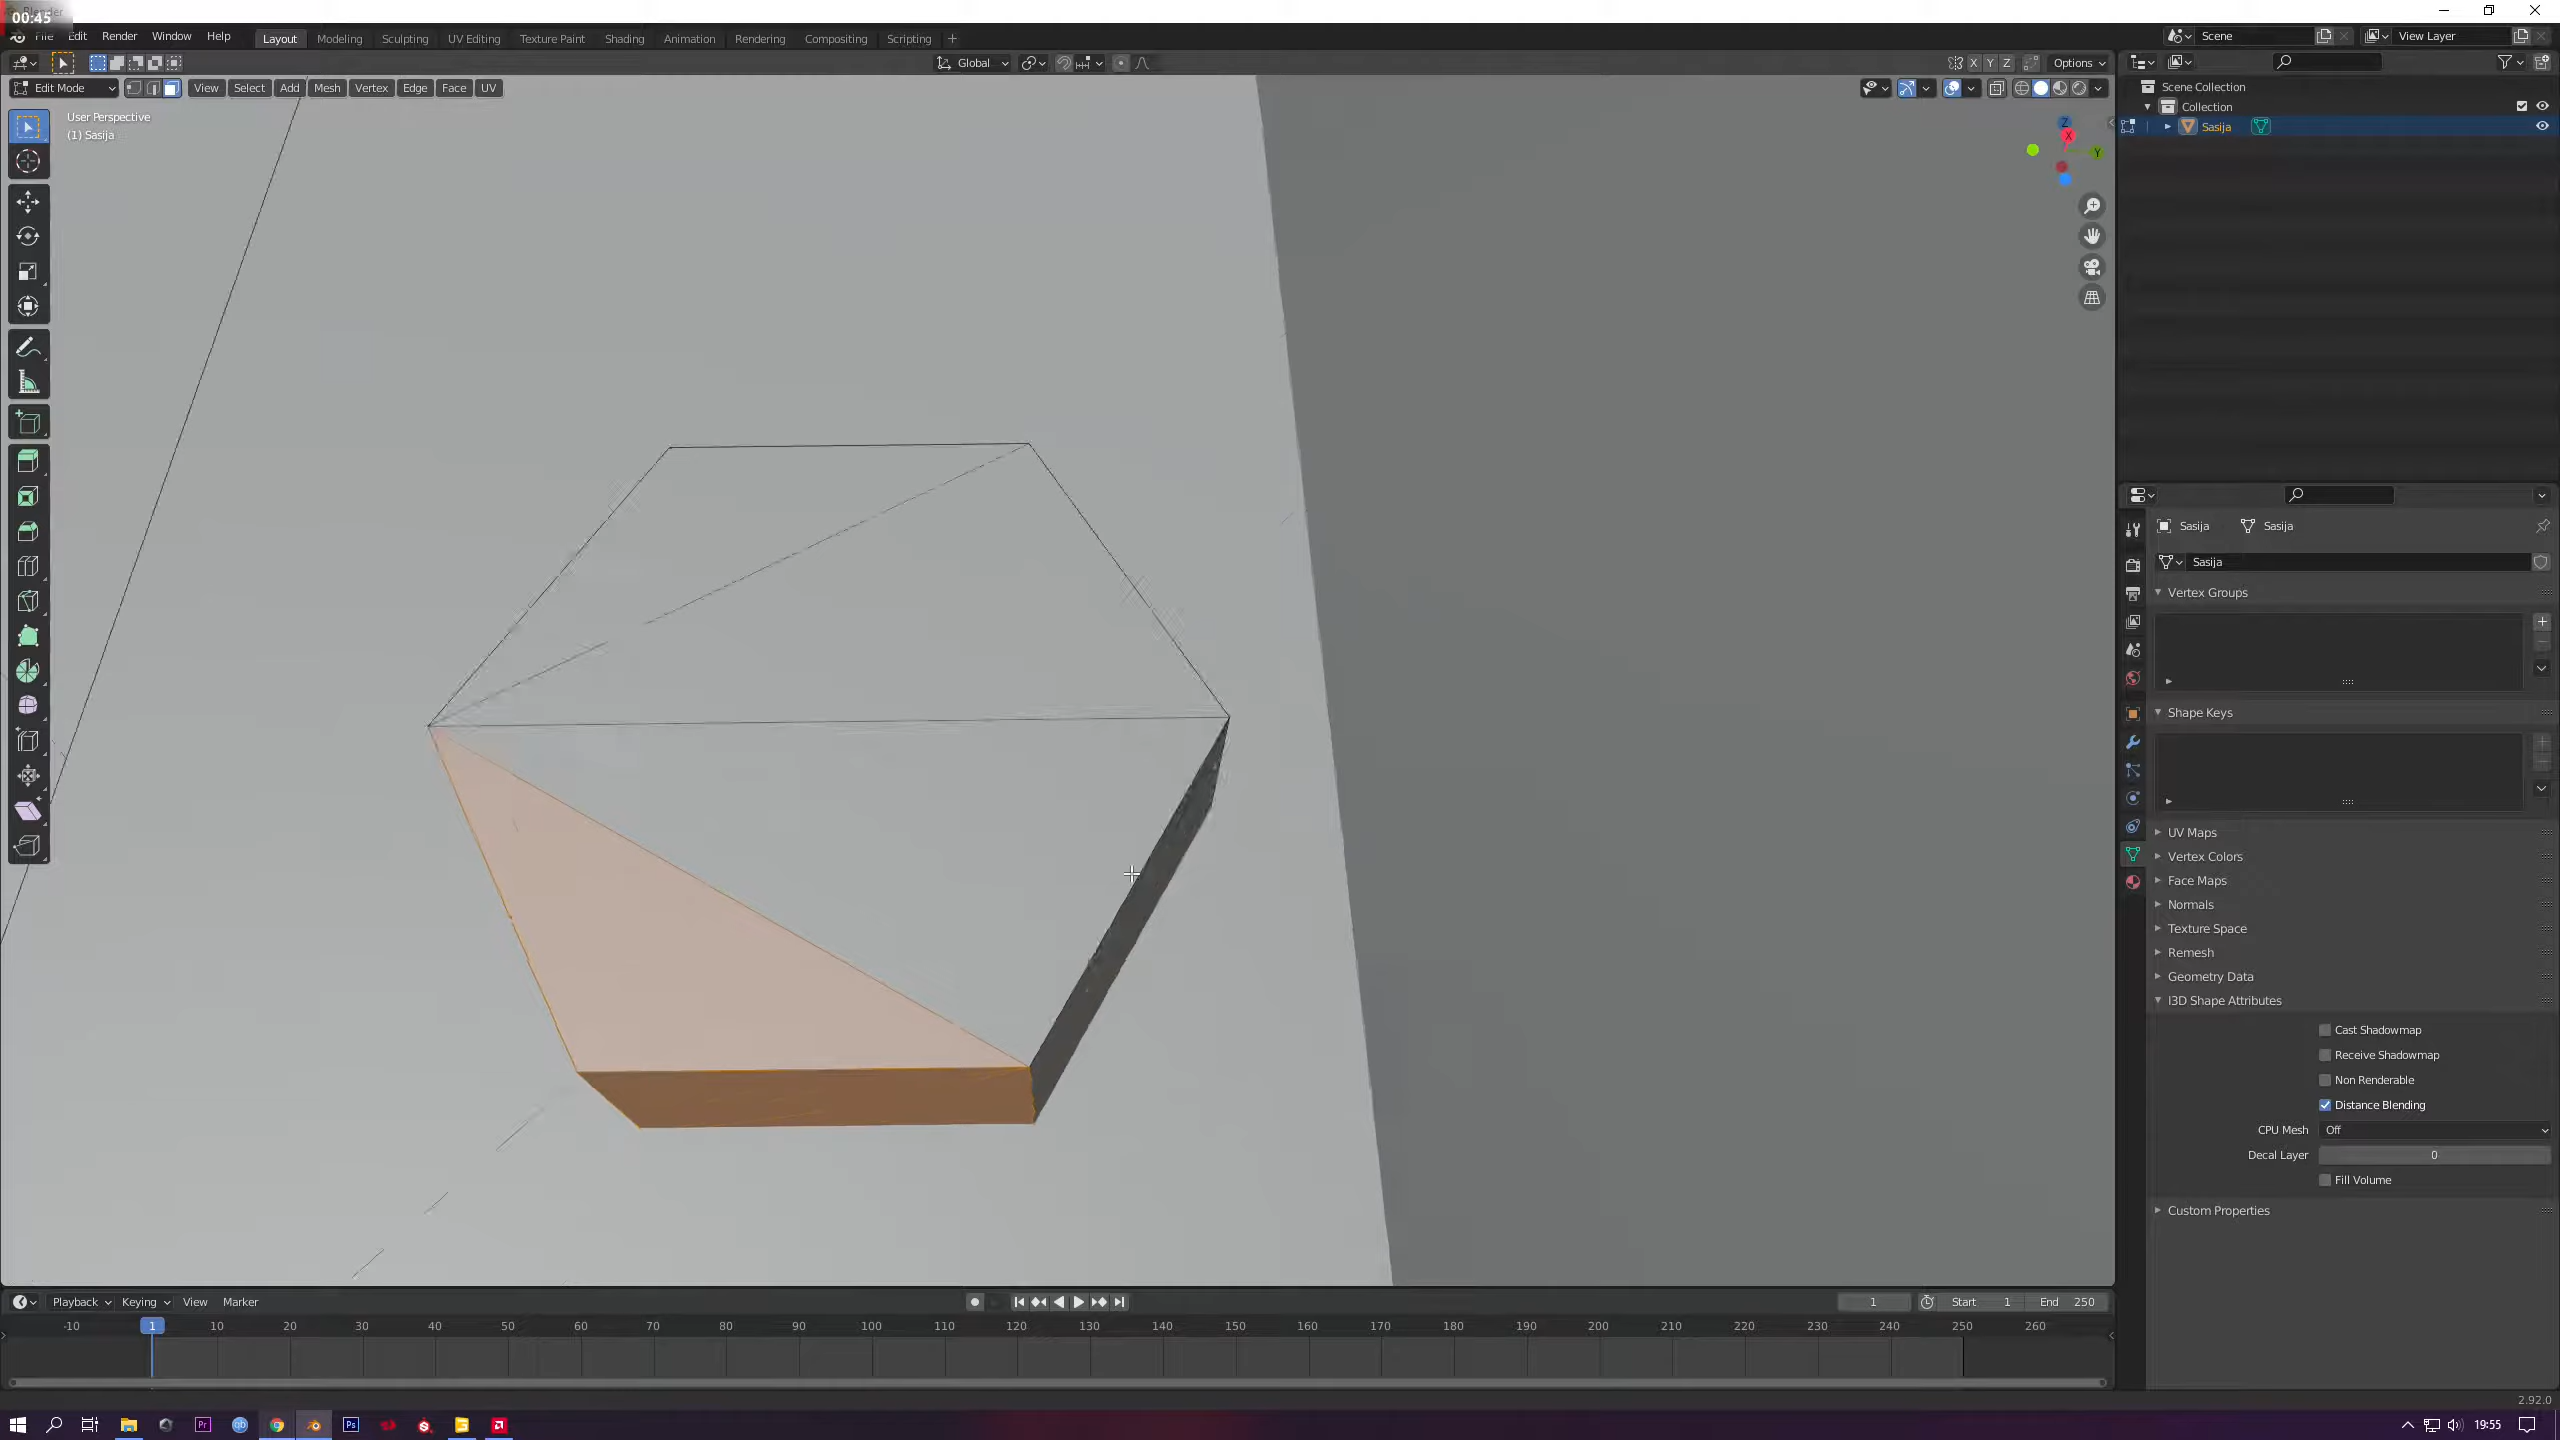 00:45
Blender
File Edit Render Window Help Layout Modeling Sculpting UV Editing Texture Paint Shading Animation Rendering Compositing Scripting + Scene View Layer
Global X Y Z Options
Edit Mode View Select Add Mesh Vertex Edge Face UV
User Perspective
(1) Sasija
Z
X
Y
Scene Collection
Collection
Sasija
Sasija Sasija
Sasija
Vertex Groups
Shape Keys
UV Maps
Vertex Colors
Face Maps
Normals
Texture Space
Remesh
Geometry Data
I3D Shape Attributes
Cast Shadowmap
Receive Shadowmap
Non Renderable
Distance Blending
CPU Mesh Off
Decal Layer 0
Fill Volume
Custom Properties
Playback Keying View Marker 1 Start 1 End 250
-10 1 10 20 30 40 50 60 70 80 90 100 110 120 130 140 150 160 170 180 190 200 210 220 230 240 250 260
2.92.0
Pr qb Ps 19:55